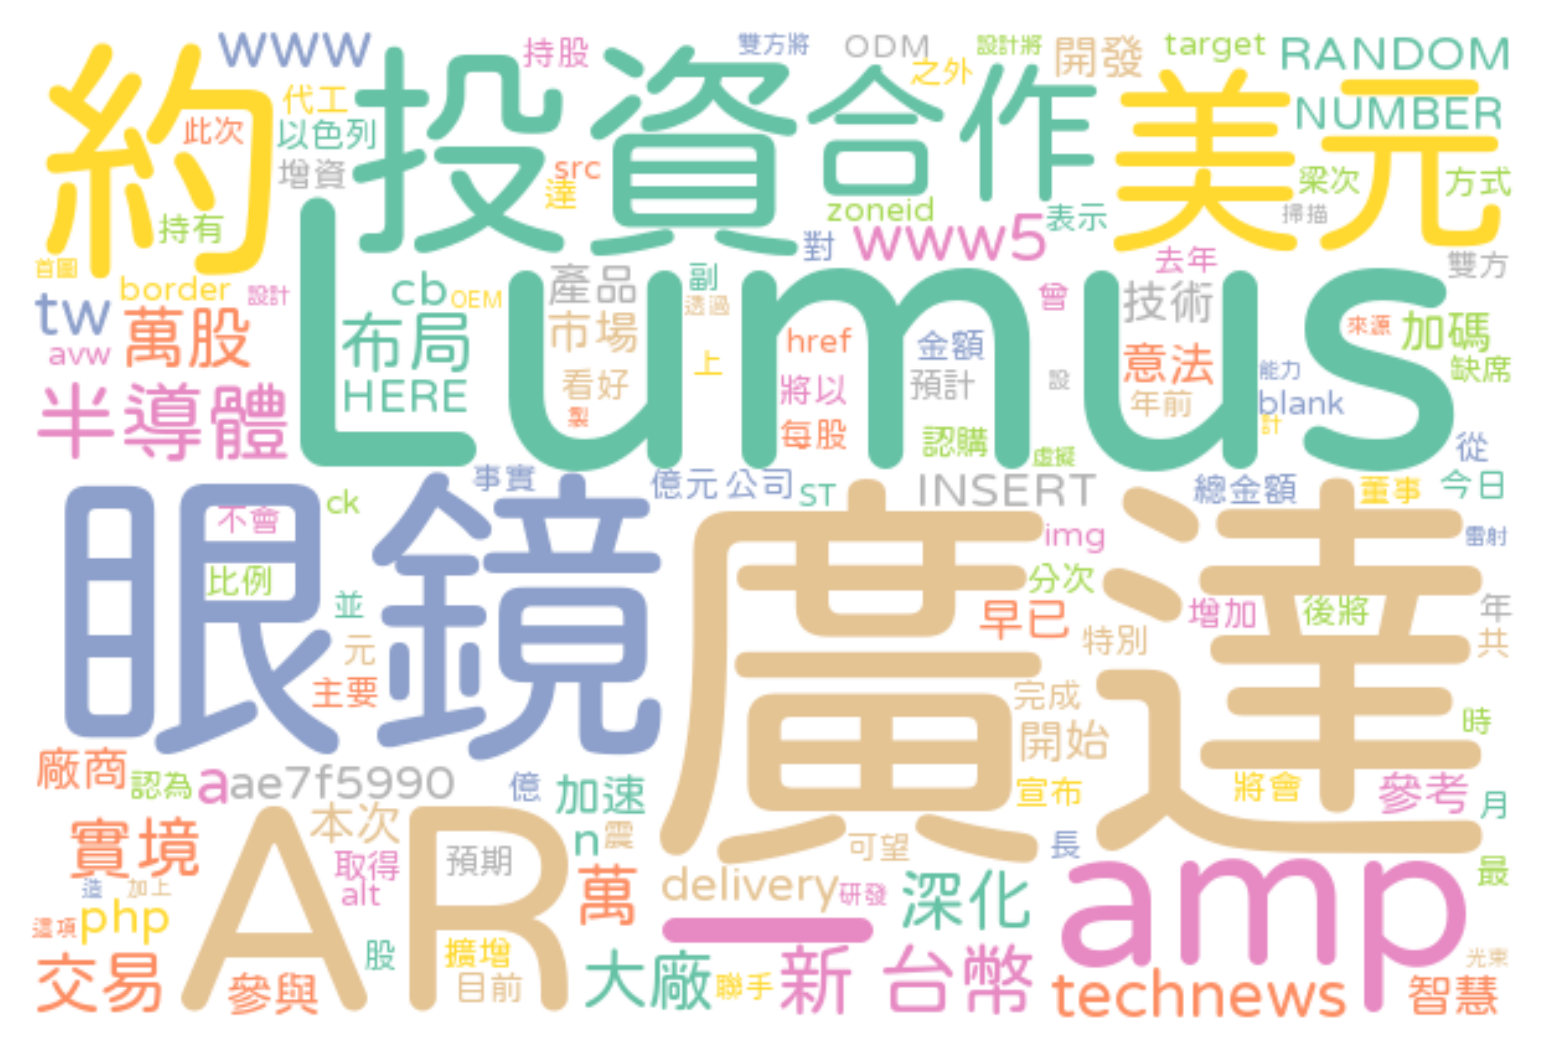 www
持股
雙方將
ODM
設計將
開發
target
RANDOM
約
代工
投資
合作
之外
美元
NUMBER
此次
以色列
增資
src
達
zoneid
梁次
方式
持有
對
www5
表示
掃描
首圖
border
設計
cb
OEM
產品
副
透過
去年
雙方
tw
萬股
Lumus
曾
技術
avw
布局
市場
href
金額
來源
加碼
上
意法
能力
缺席
半導體
HERE
看好
將以
預計
設
年前
blank
製
每股
認購
計
虛擬
從
事實
億元
公司
ST
INSERT
總金額
董事
今日
眼鏡
ck
不會
廣達
img
雷射
比例
分次
並
早已
增加
後將
年
元
特別
共
主要
完成
開始
時
廠商
認為
a
ae7f5990
億
加速
宣布
將會
參考
月
實境
本次
n
震
可望
長
AR
取得
預期
萬
delivery
研發
深化
amp
最
造
加上
alt
這項
php
_
交易
參與
股
擴增
目前
大廠
聯手
新
台幣
technews
光束
智慧